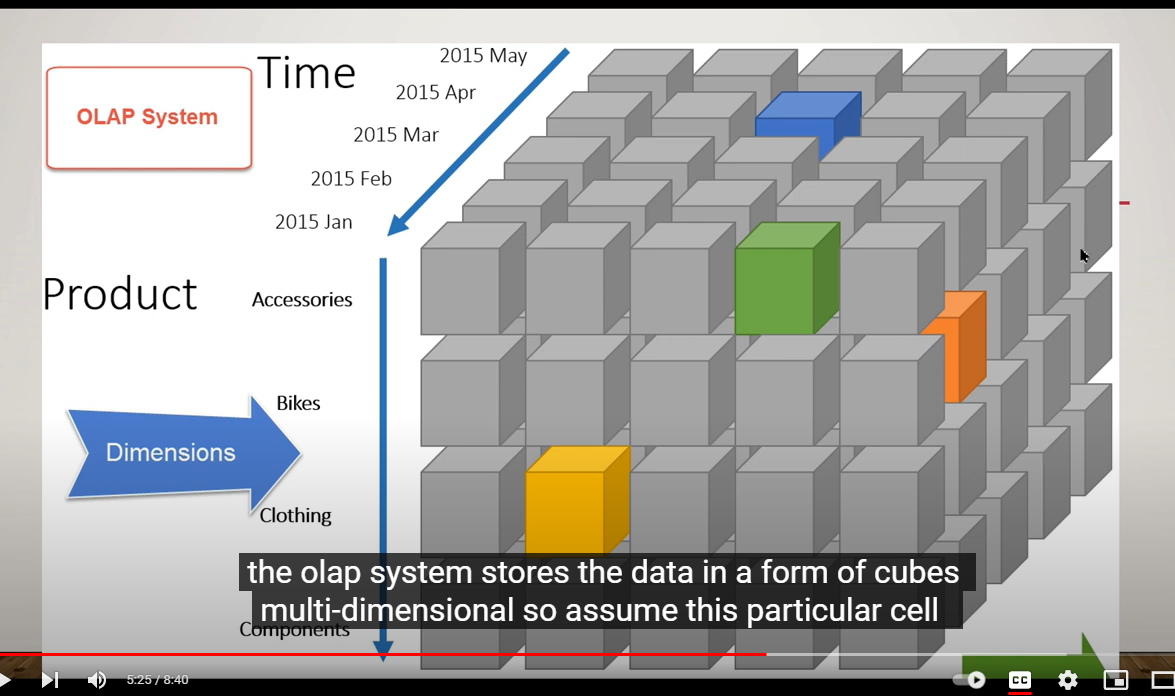 OLAP System
Time
2015 May
2015 Apr
2015 Mar
2015 Feb
2015 Jan
Product
Accessories
Bikes
Dimensions
Clothing
the olap system stores the data in a form of cubes
multi-dimensional so assume this particular cell
Components
5:25 / 8:40
CC